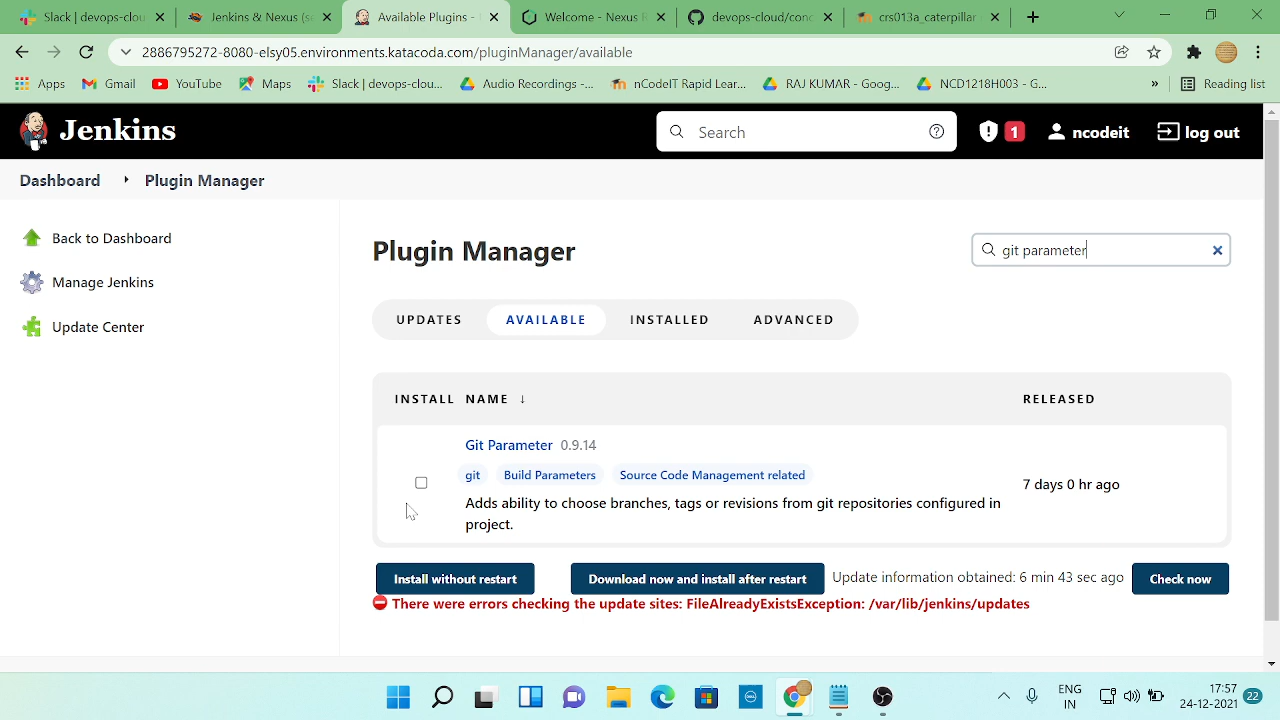 Slack | devops-clou
Jenkins & Nexus (s
Available Plugins -
Welcome - Nexus R
devops-cloud/conc
crs013a_caterpillar
2886795272-8080-elsy05.environments.katacoda.com/pluginManager/available
Apps
Gmail
YouTube
Maps
Slack | devops-clou...
Audio Recordings -...
nCodeIT Rapid Lear...
RAJ KUMAR - Goog...
NCD1218H003 - G...
»
Reading list
Jenkins
Search
1
ncodeit
log out
Dashboard
Plugin Manager
Back to Dashboard
Manage Jenkins
Update Center
Plugin Manager
git parameter
UPDATES
AVAILABLE
INSTALLED
ADVANCED
INSTALL NAME ↓
RELEASED
Git Parameter 0.9.14
git
Build Parameters
Source Code Management related
Adds ability to choose branches, tags or revisions from git repositories configured in
project.
7 days 0 hr ago
Install without restart
Download now and install after restart
Update information obtained: 6 min 43 sec ago
Check now
There were errors checking the update sites: FileAlreadyExistsException: /var/lib/jenkins/updates
ENG
IN
17:57
24-12-2021
22